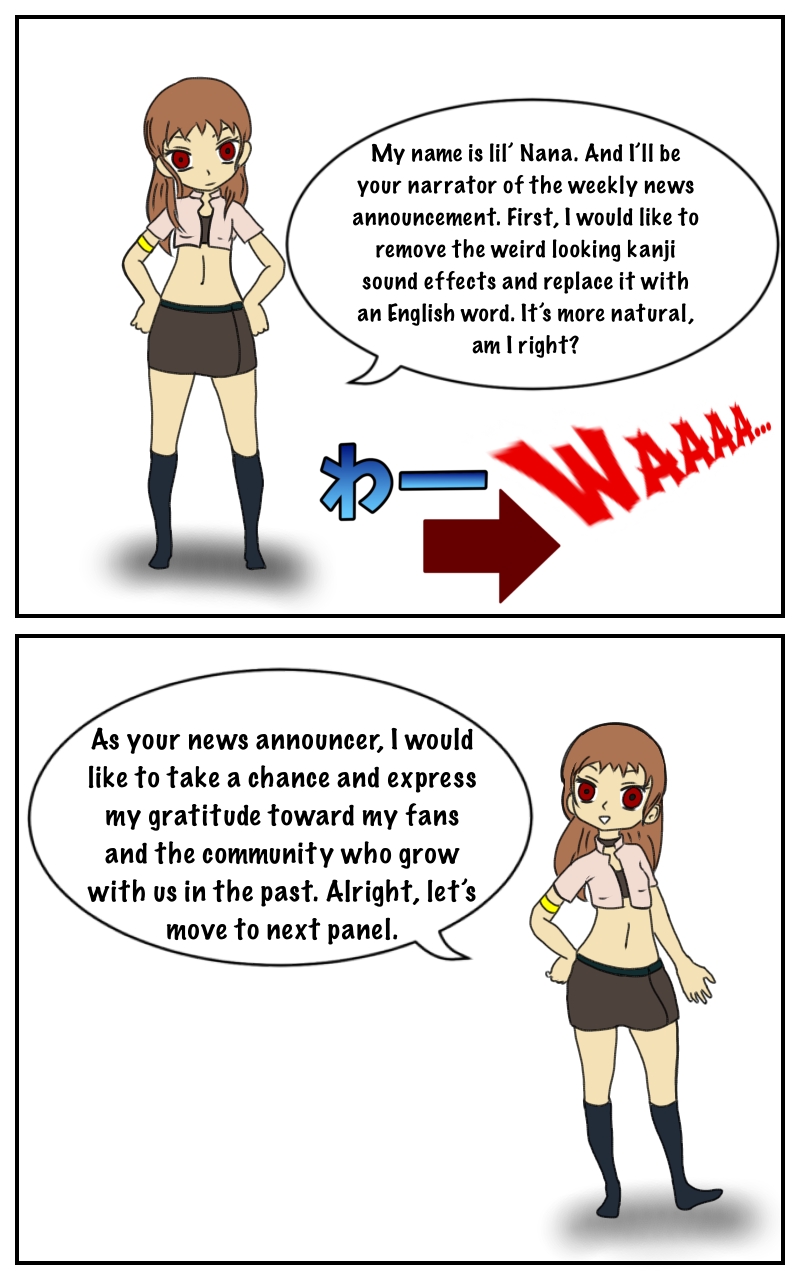 My name is lil' Nana. And I'll be
your narrator of the weekly news
announcement. First, I would like to
remove the weird looking kanji
sound effects and replace it with
an English word. It's more natural,
am I right?
わー
WAAAA...
As your news announcer, I would
like to take a chance and express
my gratitude toward my fans
and the community who grow
with us in the past. Alright, let's
move to next panel.